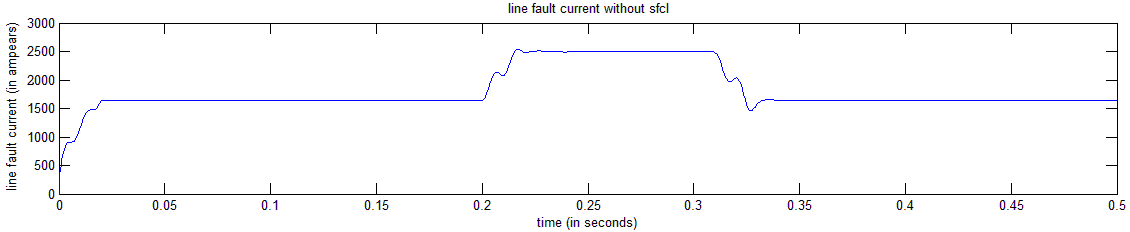 line fault current without sfcl
line fault current (in ampears)
3000
2500
2000
1500
1000
500
0
0 0.05 0.1 0.15 0.2 0.25 0.3 0.35 0.4 0.45 0.5
time (in seconds)